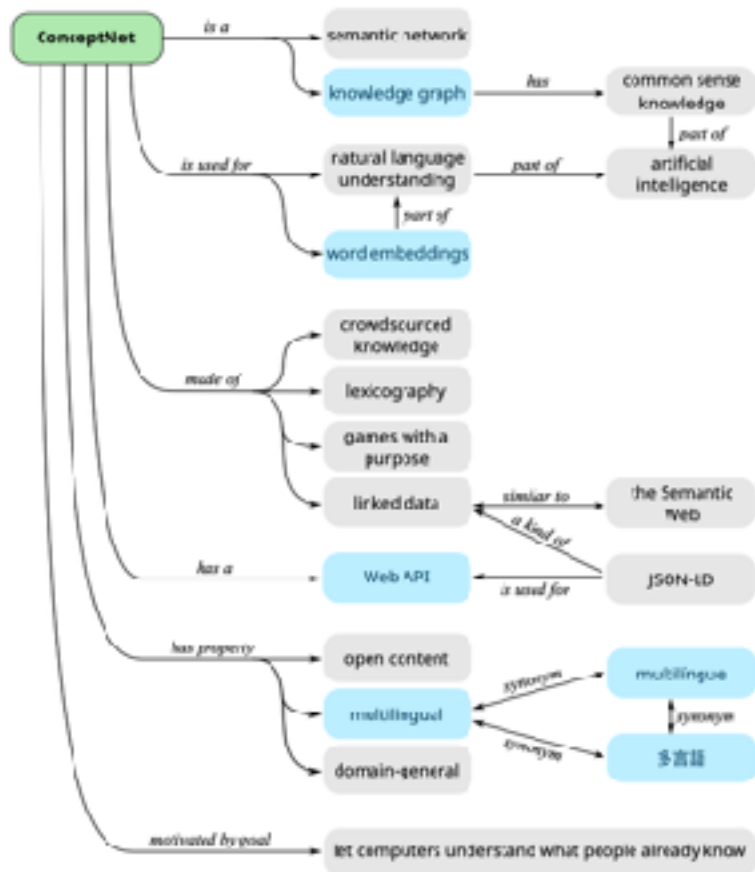 ConceptNet
is a
semantic network
knowledge graph
has
common sense
knowledge
part of
artificial
intelligence
is used for
natural language
understanding
part of
part of
word embeddings
made of
crowdsourced
knowledge
lexicography
games with a
purpose
linked data
similar to
the Semantic
Web
a kind of
has a
Web API
is used for
JSON-LD
has property
open content
multilingual
synonym
multilingue
synonym
synonym
多言語
domain-general
motivated by goal
let computers understand what people already know